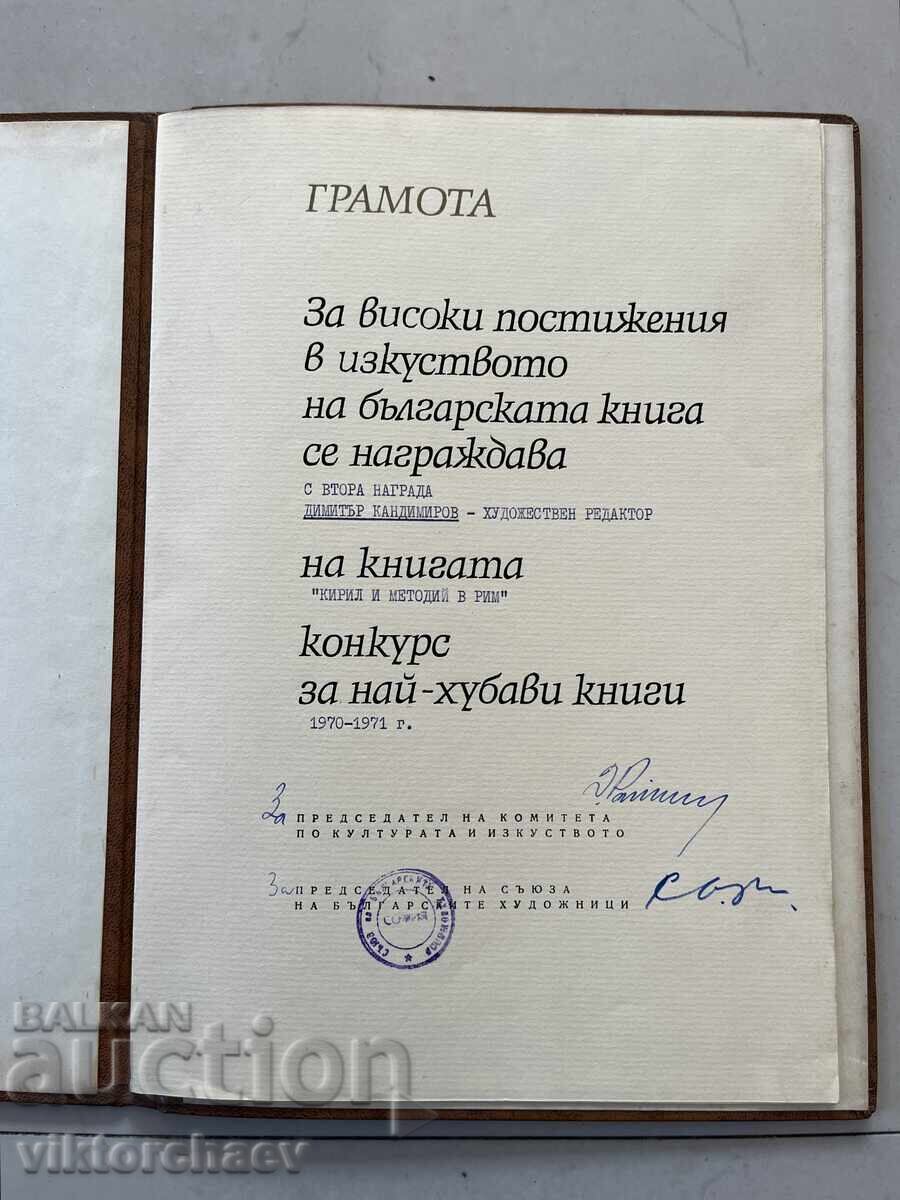 ГРАМОТА
За високи постижения
в изкуството
на българската книга
се награждава
С ВТОРА НАГРАДА
ДИМИТЪР КАНДИМИРОВ - ХУДОЖЕСТВЕН РЕДАКТОР
на книгата
"КИРИЛ И МЕТОДИЙ В РИМ"
конкурс
за най-хубави книги
1970-1971 г.
За ПРЕДСЕДАТЕЛ НА КОМИТЕТА
ПО КУЛТУРАТА И ИЗКУСТВОТО
За ПРЕДСЕДАТЕЛ НА СЪЮЗА
НА БЪЛГАРСКИТЕ ХУДОЖНИЦИ
СОФИЯ
BALKAN
auction
viktorchaev